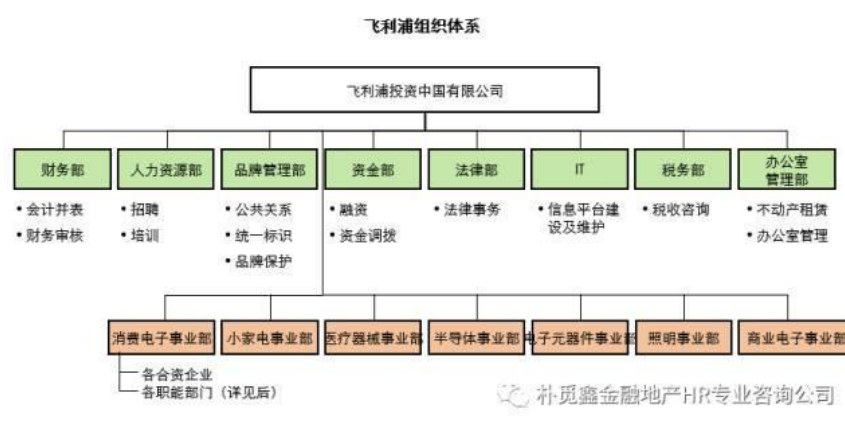 飞利浦组织体系
飞利浦投资中国有限公司
财务部
人力资源部
品牌管理部
资金部
法律部
IT
税务部
办公室
管理部
• 会计并表
• 财务审核
• 招聘
• 培训
• 公共关系
• 统一标识
• 品牌保护
• 融资
• 资金调拨
• 法律事务
• 信息平台建
设及维护
• 税收咨询
• 不动产租赁
• 办公室管理
消费电子事业部
小家电事业部
医疗器械事业部
半导体事业部
电子元器件事业部
照明事业部
商业电子事业部
各合资企业
各职能部门（详见后）
朴觅鑫金融地产HR专业咨询公司